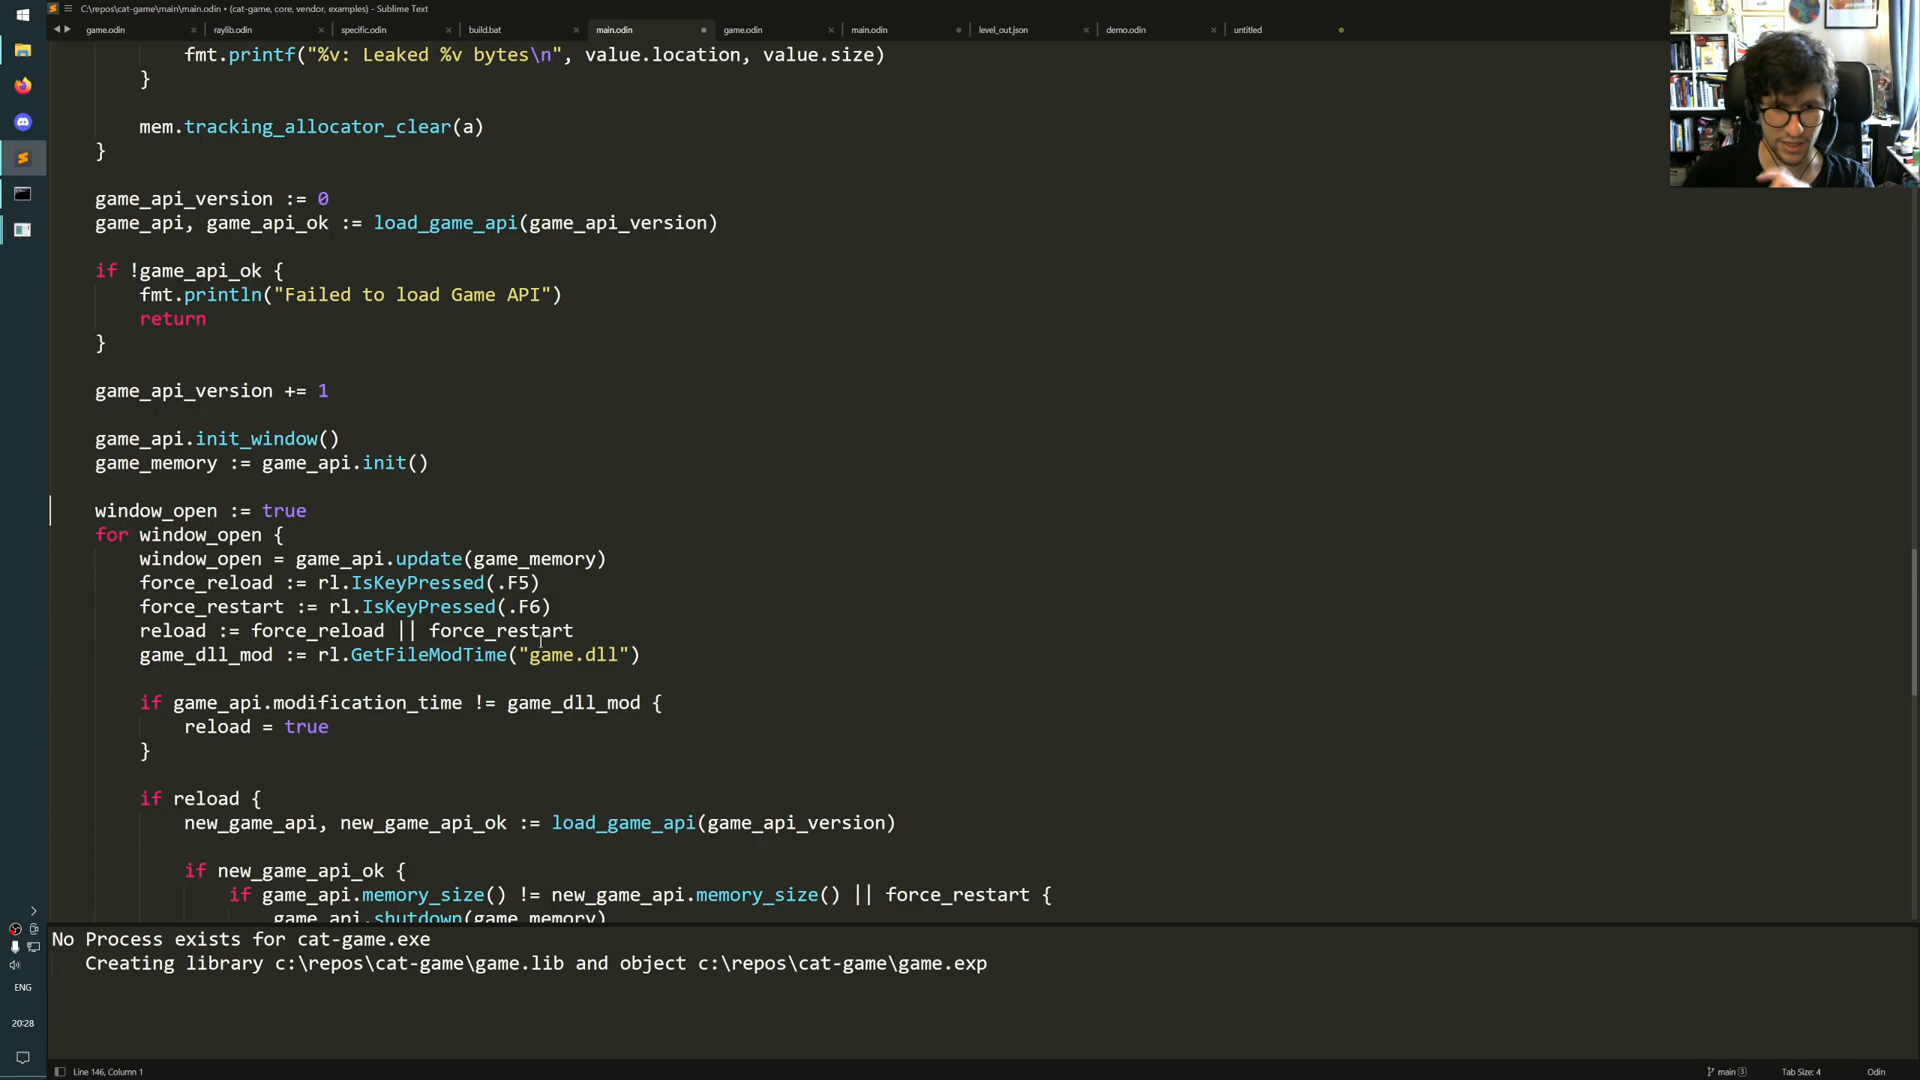 C:\repos\cat-game\main\main.odin • (cat-game, core, vendor, examples) - Sublime Text
game.odin raylib.odin specific.odin build.bat main.odin game.odin main.odin level_out.json demo.odin untitled
fmt.printf("%v: Leaked %v bytes\n", value.location, value.size)
}
mem.tracking_allocator_clear(a)
}
game_api_version := 0
game_api, game_api_ok := load_game_api(game_api_version)
if !game_api_ok {
fmt.println("Failed to load Game API")
return
}
game_api_version += 1
game_api.init_window()
game_memory := game_api.init()
window_open := true
for window_open {
window_open = game_api.update(game_memory)
force_reload := rl.IsKeyPressed(.F5)
force_restart := rl.IsKeyPressed(.F6)
reload := force_reload || force_restart
game_dll_mod := rl.GetFileModTime("game.dll")
if game_api.modification_time != game_dll_mod {
reload = true
}
if reload {
new_game_api, new_game_api_ok := load_game_api(game_api_version)
if new_game_api_ok {
if game_api.memory_size() != new_game_api.memory_size() || force_restart {
game_api.shutdown(game_memory)
No Process exists for cat-game.exe
Creating library c:\repos\cat-game\game.lib and object c:\repos\cat-game\game.exp
ENG
20:28
Line 146, Column 1
main 3
Tab Size: 4
Odin